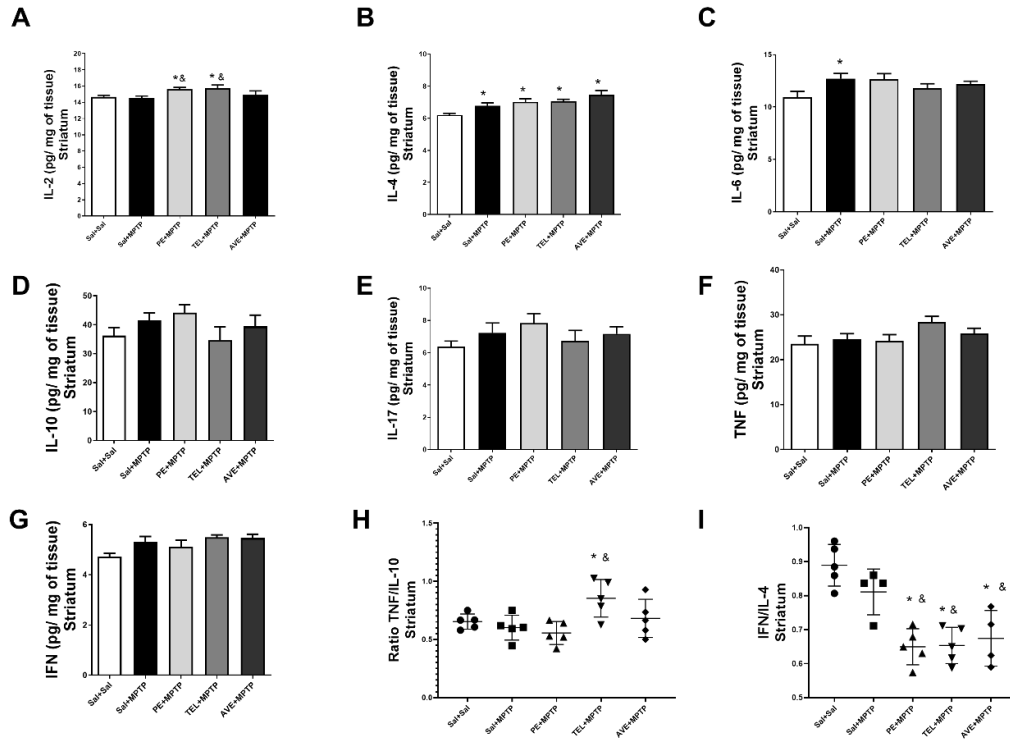 A
IL-2 (pg/ mg of tissue)
Striatum
20
18
16
14
12
10
8
6
4
2
0
* &
* &
Sal+Sal
Sal+MPTP
PE+MPTP
TEL+MPTP
AVE+MPTP
B
IL-4 (pg/ mg of tissue)
Striatum
8
6
4
2
0
*
*
*
*
Sal+Sal
Sal+MPTP
PE+MPTP
TEL+MPTP
AVE+MPTP
C
IL-6 (pg/ mg of tissue)
Striatum
15
10
5
0
*
Sal+Sal
Sal+MPTP
PE+MPTP
TEL+MPTP
AVE+MPTP
D
IL-10 (pg/ mg of tissue)
Striatum
50
40
30
20
10
0
Sal+Sal
Sal+MPTP
PE+MPTP
TEL+MPTP
AVE+MPTP
E
IL-17 (pg/ mg of tissue)
Striatum
10
8
6
4
2
0
Sal+Sal
Sal+MPTP
PE+MPTP
TEL+MPTP
AVE+MPTP
F
TNF (pg/ mg of tissue)
Striatum
40
30
20
10
0
Sal+Sal
Sal+MPTP
PE+MPTP
TEL+MPTP
AVE+MPTP
G
IFN (pg/ mg of tissue)
Striatum
6
4
2
0
Sal+Sal
Sal+MPTP
PE+MPTP
TEL+MPTP
AVE+MPTP
H
Ratio TNF/IL-10
Striatum
1.5
1.0
0.5
0.0
* &
Sal+Sal
Sal+MPTP
PE+MPTP
TEL+MPTP
AVE+MPTP
I
IFN/IL-4
Striatum
1.0
0.9
0.8
0.7
0.6
0.5
* &
* &
* &
Sal+Sal
Sal+MPTP
PE+MPTP
TEL+MPTP
AVE+MPTP